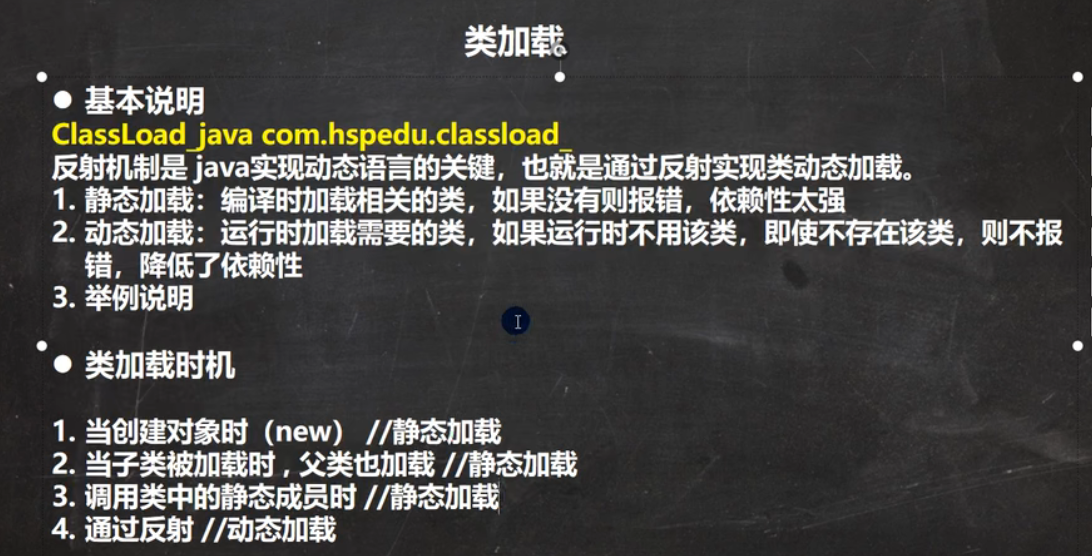 类加载
● 基本说明
ClassLoad_java com.hspedu.classload_
反射机制是 java实现动态语言的关键，也就是通过反射实现类动态加载。
1. 静态加载：编译时加载相关的类，如果没有则报错，依赖性太强
2. 动态加载：运行时加载需要的类，如果运行时不用该类，即使不存在该类，则不报
错，降低了依赖性
3. 举例说明
● 类加载时机
1. 当创建对象时（new） //静态加载
2. 当子类被加载时 , 父类也加载 //静态加载
3. 调用类中的静态成员时 //静态加载
4. 通过反射 //动态加载